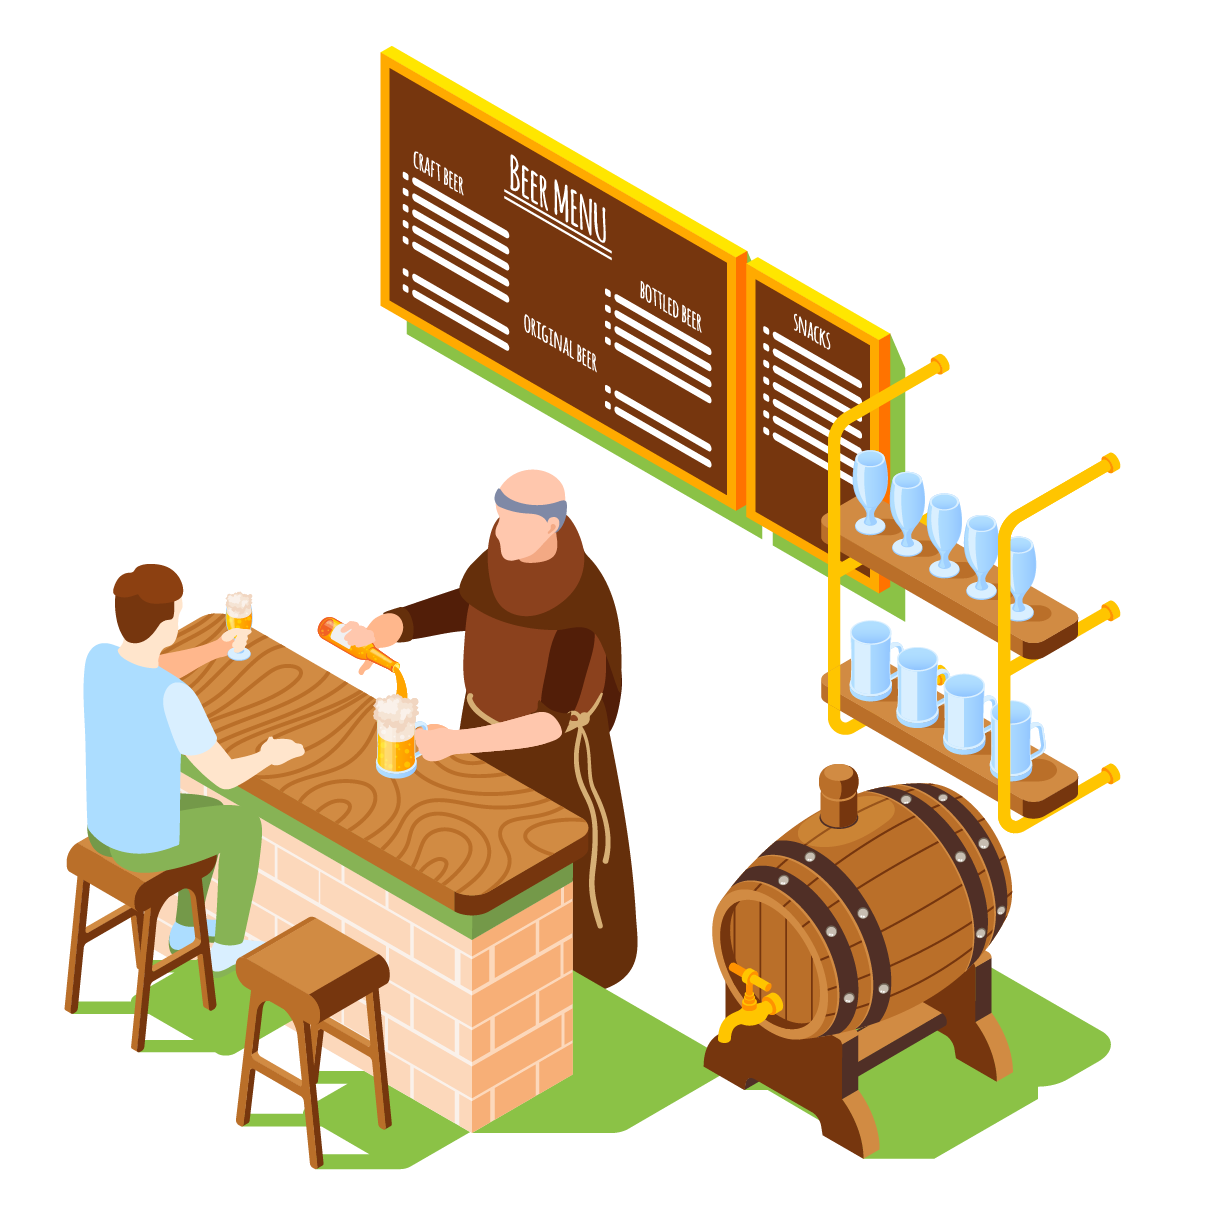 BEER MENU
CRAFT BEER
ORIGINAL BEER
BOTTLED BEER
SNACKS